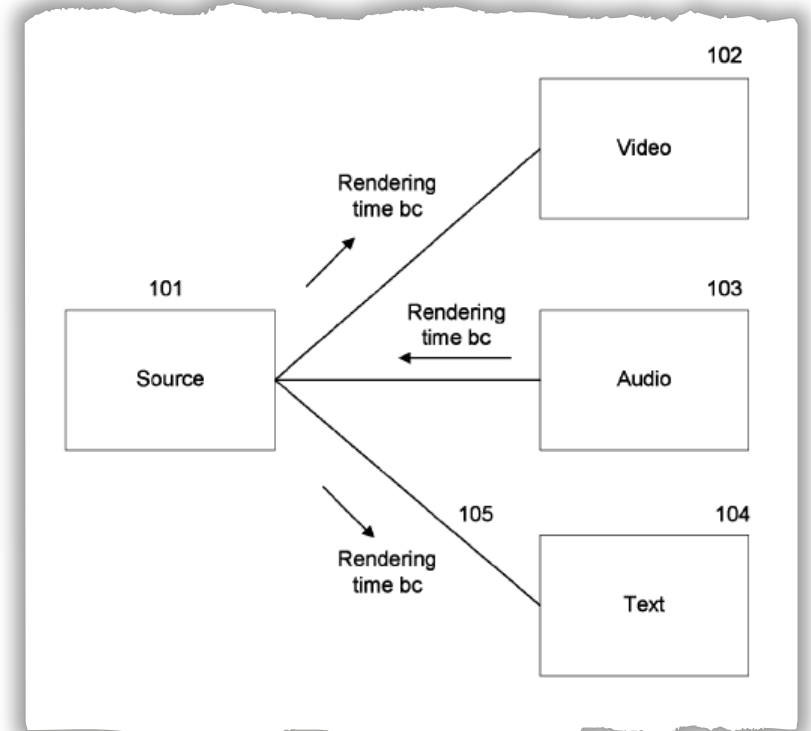 102
Video
Rendering
time bc
101
103
Rendering
time bc
Source
Audio
105
104
Rendering
time bc
Text